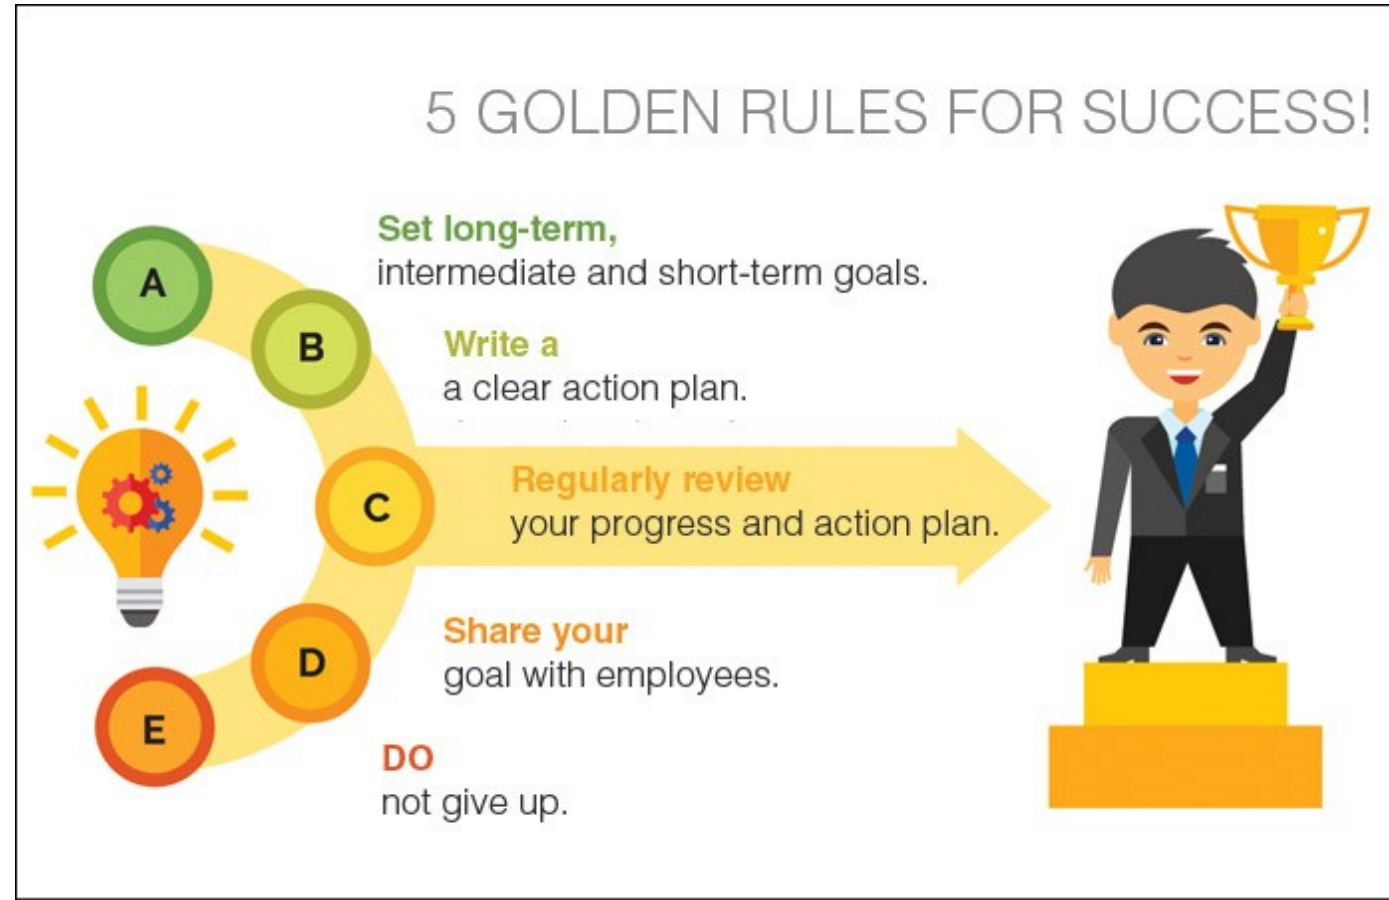 5 GOLDEN RULES FOR SUCCESS!
A
Set long-term,
intermediate and short-term goals.
B
Write a
a clear action plan.
C
Regularly review
your progress and action plan.
D
Share your
goal with employees.
E
DO
not give up.